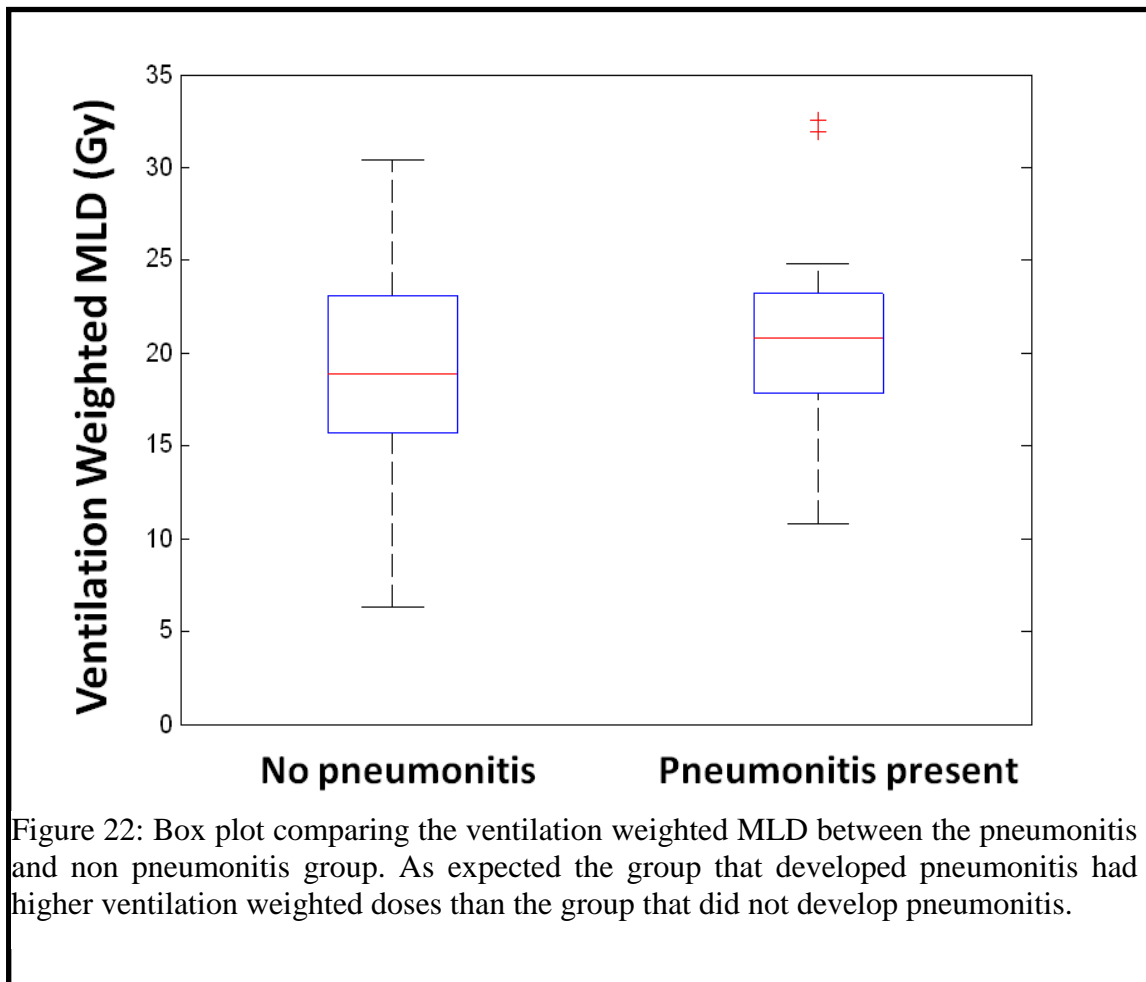 Ventilation Weighted MLD (Gy)
35
30
25
20
15
10
5
0
No pneumonitis
Pneumonitis present
Figure 22: Box plot comparing the ventilation weighted MLD between the pneumonitis
and non pneumonitis group. As expected the group that developed pneumonitis had
higher ventilation weighted doses than the group that did not develop pneumonitis.